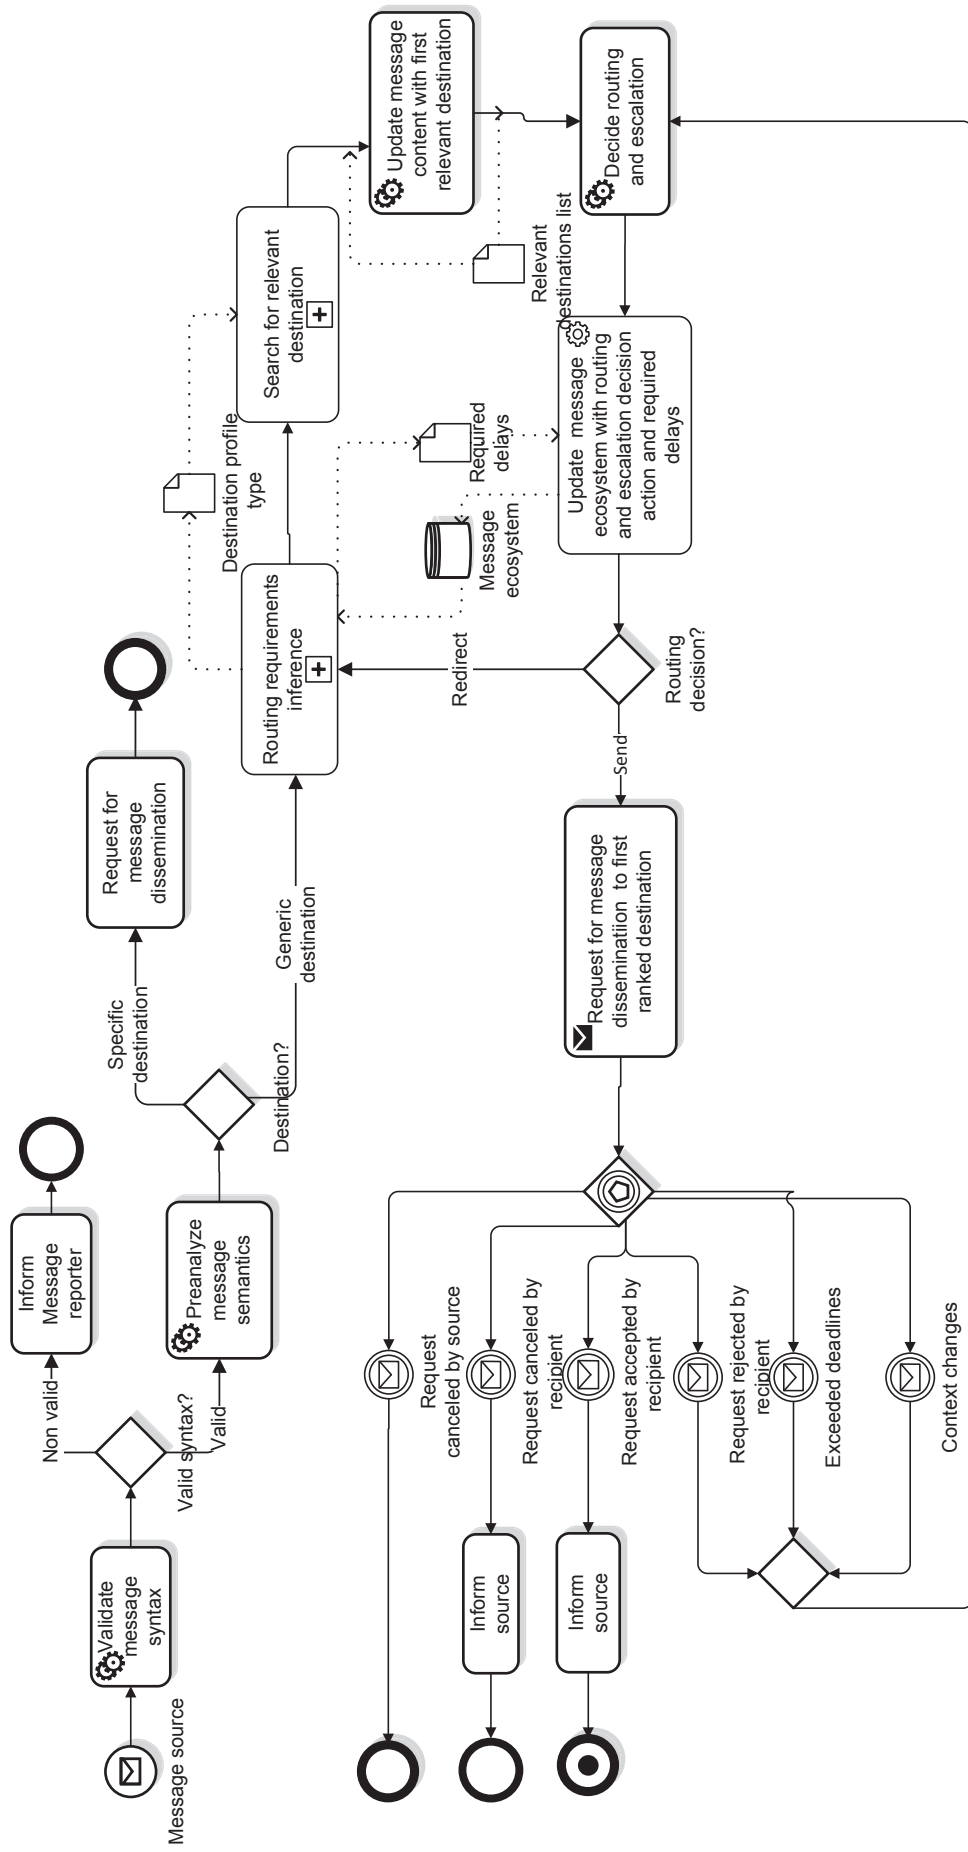 Message source
Validate
message
syntax
Valid syntax?
Non valid
Valid
Inform
Message
reporter
Preanalyze
message
semantics
Destination?
Specific
destination
Generic
destination
Request for
message
dissemination
Routing requirements
inference
Destination profile
type
Search for relevant
destination
Update message
content with first
relevant destination
Relevant
destinations list
Decide routing
and escalation
Required
delays
Message
ecosystem
Update message
ecosystem with routing
and escalation decision
action and required
delays
Routing
decision?
Redirect
Send
Request for message
disseminatiion to first
ranked destination
Request
canceled by source
Request canceled by
recipient
Request accepted by
recipient
Request rejected by
recipient
Exceeded deadlines
Context changes
Inform
source
Inform
source